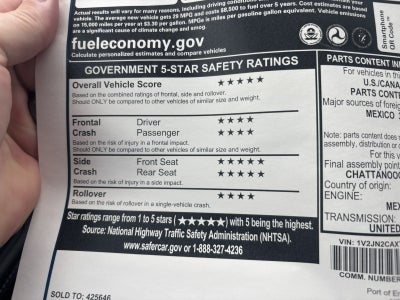 Actual results will vary for many reasons, including driving conditions
vehicle. The average new vehicle gets 28 MPG and costs $8,500 to fuel over 5 years. Cost estimates are based
on 15,000 miles per year at $3.30 per gallon. MPGe is miles per gasoline gallon equivalent. Vehicle emissions
are a significant cause of climate change and smog.
fueleconomy.gov
Calculate personalized estimates and compare vehicles
Smartphone
QR Code™
GOVERNMENT 5-STAR SAFETY RATINGS
Overall Vehicle Score ★★★★★
Based on the combined ratings of frontal, side and rollover.
Should ONLY be compared to other vehicles of similar size and weight.
Frontal Driver ★★★★
Crash Passenger ★★★★
Based on the risk of injury in a frontal impact.
Should ONLY be compared to other vehicles of similar size and weight.
Side Front Seat ★★★★★
Crash Rear Seat ★★★★★
Based on the risk of injury in a side impact.
Rollover ★★★★
Based on the risk of rollover in a single-vehicle crash.
Star ratings range from 1 to 5 stars (★★★★★) with 5 being the highest.
Source: National Highway Traffic Safety Administration (NHTSA).
www.safercar.gov or 1-888-327-4236
PARTS CONTENT IN
For vehicles in th
U.S./CANA
PARTS CONT
Major sources of foreig
MEXICO
Note: parts content does
assembly, distribution or
For this v
Final assembly point
CHATTANOO
Country of origin:
ENGINE:
MEX
TRANSMISSION:
UNITED
VIN: 1V2JN2CAX
COMM. NUMBER
Port of En
SOLD TO: 425646